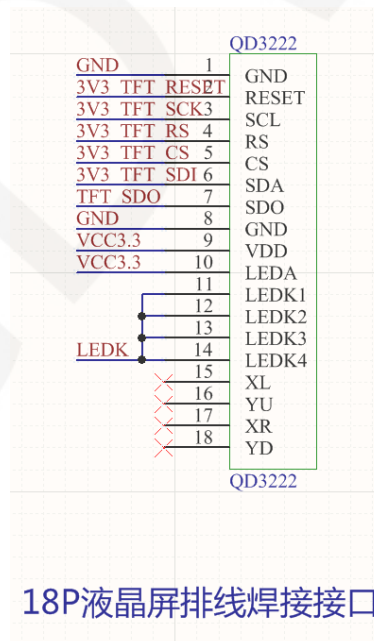 QD3222
GND 1 GND
3V3 TFT RESET 2 RESET
3V3 TFT SCK 3 SCL
3V3 TFT RS 4 RS
3V3 TFT CS 5 CS
3V3 TFT SDI 6 SDA
TFT SDO 7 SDO
GND 8 GND
VCC3.3 9 VDD
VCC3.3 10 LEDA
11 LEDK1
12 LEDK2
13 LEDK3
LEDK 14 LEDK4
15 XL
16 YU
17 XR
18 YD
QD3222
18P液晶屏排线焊接接口